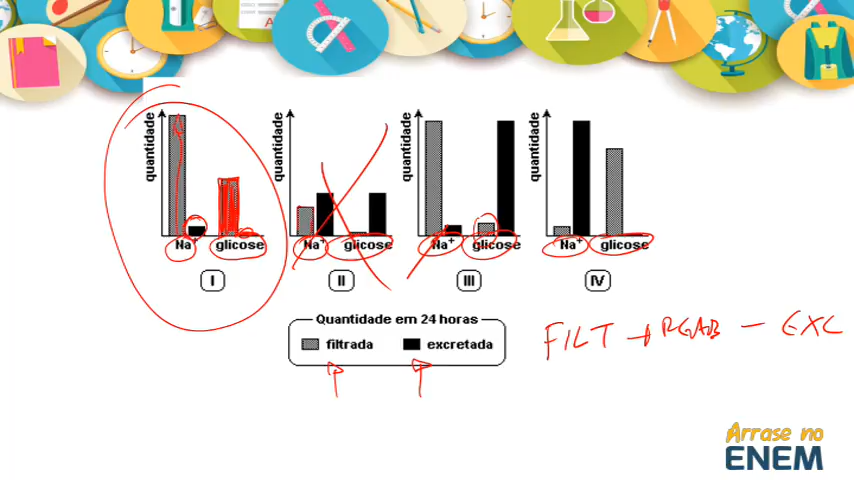 quantidade
Na+ glicose
I
quantidade
Na+ glicose
II
quantidade
Na+ glicose
III
quantidade
Na+ glicose
IV
Quantidade em 24 horas
filtrada excretada
FILT → REAB — EXC
Arrase no
ENEM